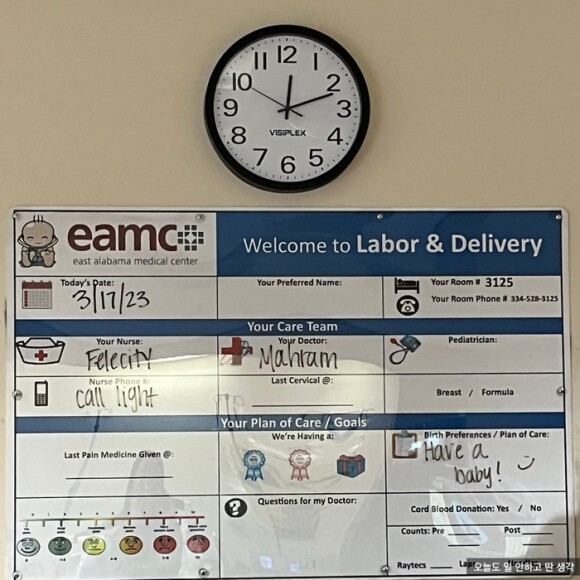 11 12 1
10 2
9 3
8 4
7 6 5
VISIPLEX
eamc
east alabama medical center
Welcome to Labor & Delivery
Today's Date:
3/17/23
Your Preferred Name:
Your Room # 3125
Your Room Phone # 334-528-3125
Your Care Team
Your Nurse:
Felecity
Your Doctor:
Mahram
Pediatrician:
Nurse Phone #:
call light
Last Cervical @:
Breast / Formula
Your Plan of Care / Goals
Last Pain Medicine Given @:
We're Having a:
Birth Preferences / Plan of Care:
Have a
baby!
Questions for my Doctor:
Cord Blood Donation: Yes / No
Counts: Pre Post
Raytecs
오늘도 일 안하고 딴 생각